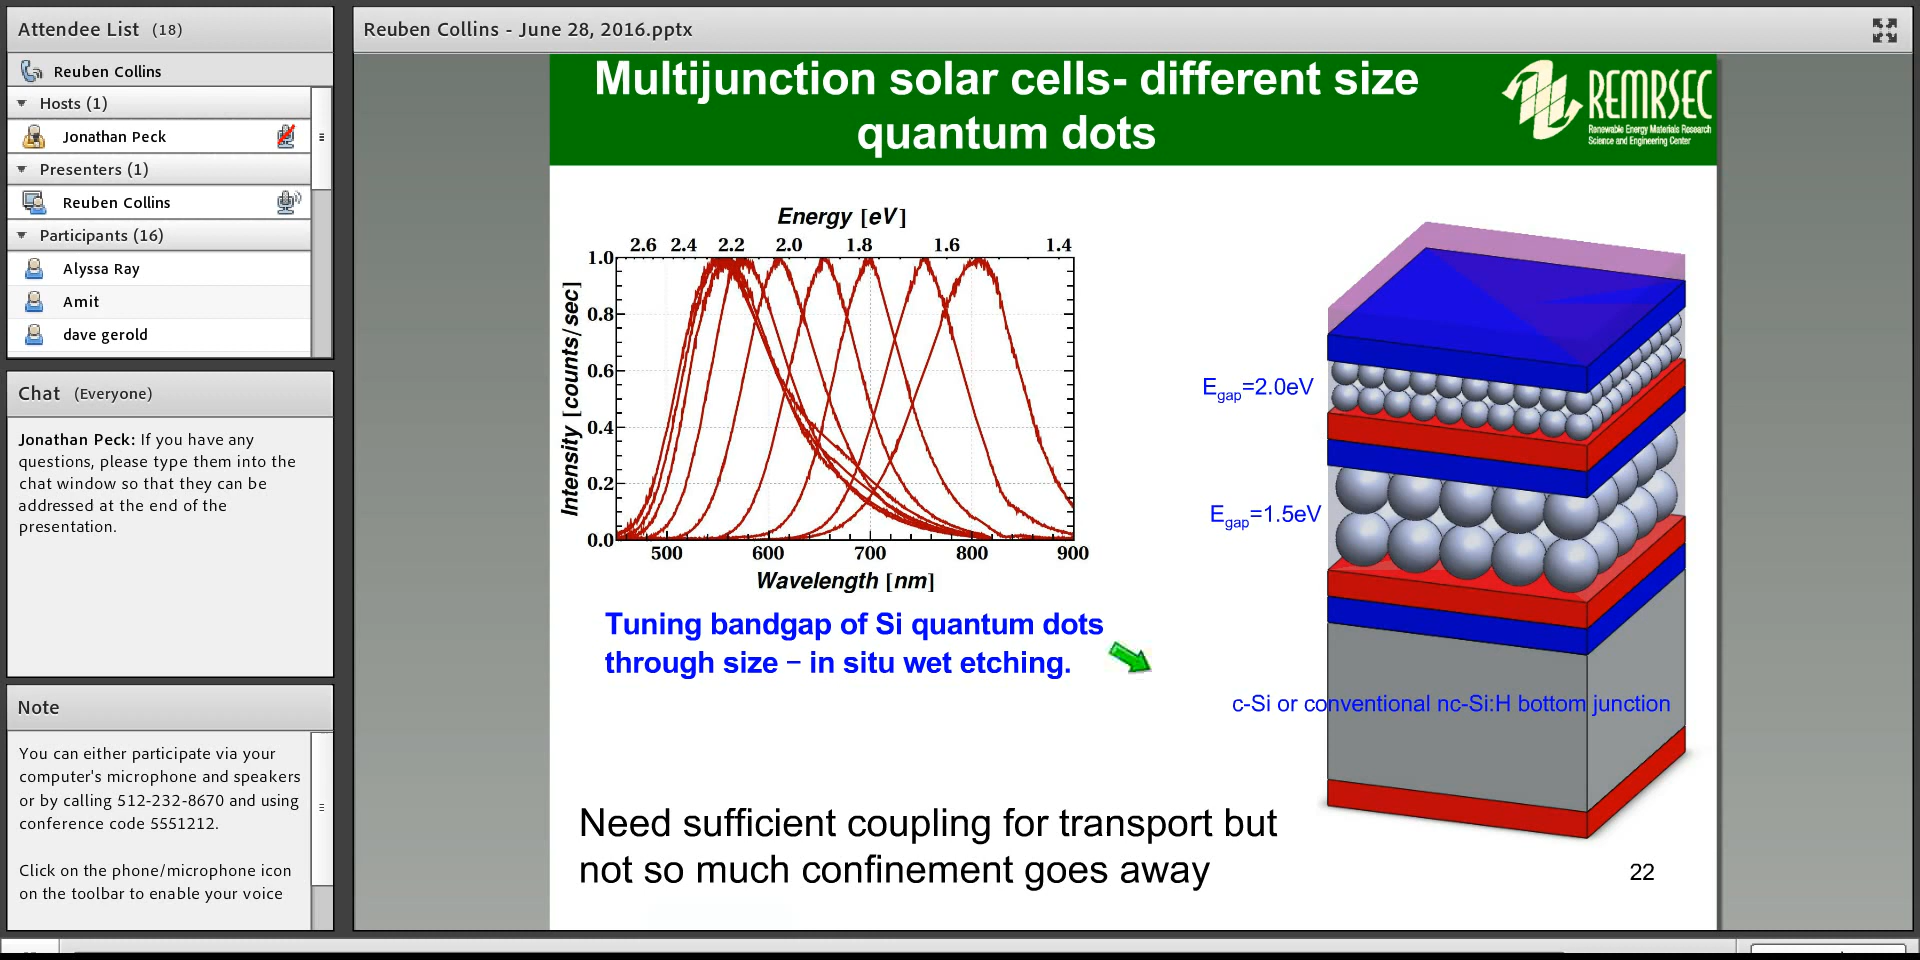 Attendee List (18)
Reuben Collins
Hosts (1)
Jonathan Peck
Presenters (1)
Reuben Collins
Participants (16)
Alyssa Ray
Amit
dave gerold
Chat (Everyone)
Jonathan Peck: If you have any
questions, please type them into the
chat window so that they can be
addressed at the end of the
presentation.
Note
You can either participate via your
computer's microphone and speakers
or by calling 512-232-8670 and using
conference code 5551212.
Click on the phone/microphone icon
on the toolbar to enable your voice
Reuben Collins - June 28, 2016.pptx
Multijunction solar cells- different size
quantum dots
REMRSEC
Renewable Energy Materials Research
Science and Engineering Center
Energy [eV]
2.6 2.4 2.2 2.0 1.8 1.6 1.4
1.0
0.8
0.6
0.4
0.2
0.0
Intensity [counts/sec]
500 600 700 800 900
Wavelength [nm]
Tuning bandgap of Si quantum dots
through size – in situ wet etching.
Egap=2.0eV
Egap=1.5eV
c-Si or conventional nc-Si:H bottom junction
Need sufficient coupling for transport but
not so much confinement goes away
22